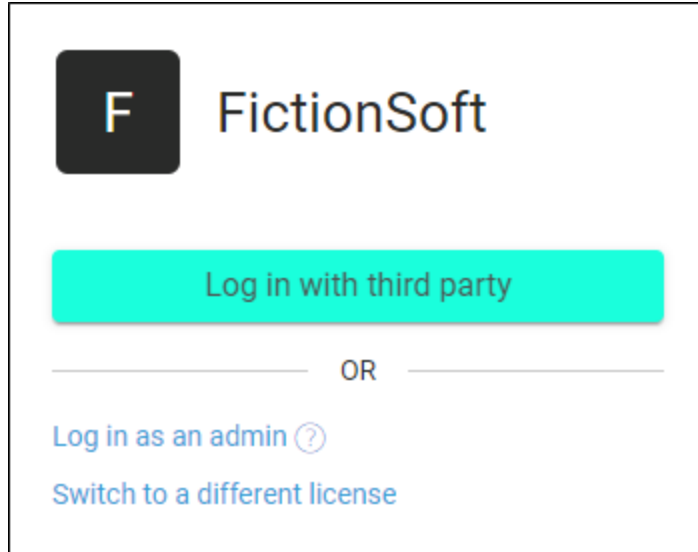 F
FictionSoft
Log in with third party
OR
Log in as an admin ?
Switch to a different license